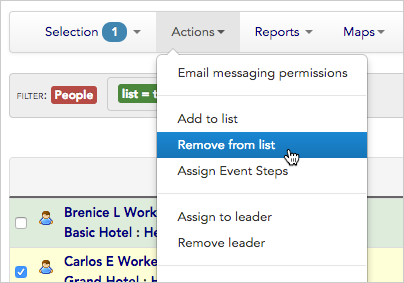 Selection 1 Actions Reports Maps
Email messaging permissions
FILTER: People list = t
Add to list
Remove from list
Assign Event Steps
Brenice L Worke
Basic Hotel : He
Assign to leader
Remove leader
Carlos E Worke
Grand Hotel : Ha